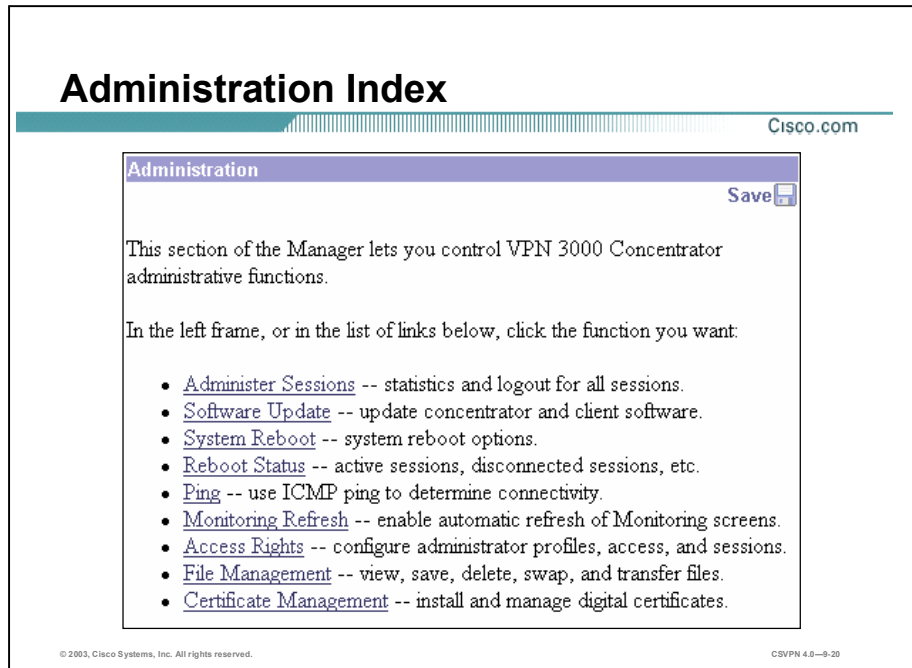 Administration Index
Cisco.com
Administration
Save
This section of the Manager lets you control VPN 3000 Concentrator
administrative functions.
In the left frame, or in the list of links below, click the function you want:
• Administer Sessions -- statistics and logout for all sessions.
• Software Update -- update concentrator and client software.
• System Reboot -- system reboot options.
• Reboot Status -- active sessions, disconnected sessions, etc.
• Ping -- use ICMP ping to determine connectivity.
• Monitoring Refresh -- enable automatic refresh of Monitoring screens.
• Access Rights -- configure administrator profiles, access, and sessions.
• File Management -- view, save, delete, swap, and transfer files.
• Certificate Management -- install and manage digital certificates.
© 2003, Cisco Systems, Inc. All rights reserved.
CSVPN 4.0—9-20